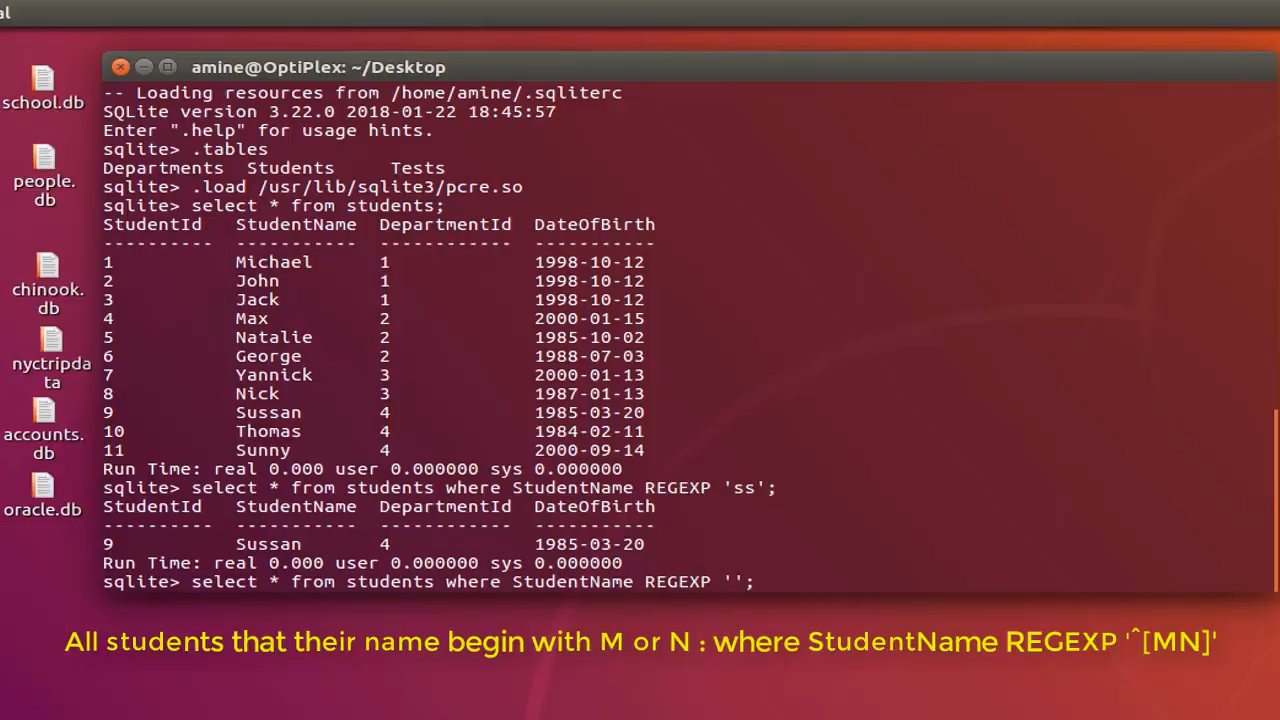 al
amine@OptiPlex: ~/Desktop
school.db
people.
db
chinook.
db
nyctripda
ta
accounts.
db
oracle.db
-- Loading resources from /home/amine/.sqliterc
SQLite version 3.22.0 2018-01-22 18:45:57
Enter ".help" for usage hints.
sqlite> .tables
Departments  Students     Tests
sqlite> .load /usr/lib/sqlite3/pcre.so
sqlite> select * from students;
StudentId   StudentName  DepartmentId  DateOfBirth
----------  -----------  ------------  -----------
1           Michael      1             1998-10-12
2           John         1             1998-10-12
3           Jack         1             1998-10-12
4           Max          2             2000-01-15
5           Natalie      2             1985-10-02
6           George       2             1988-07-03
7           Yannick      3             2000-01-13
8           Nick         3             1987-01-13
9           Sussan       4             1985-03-20
10          Thomas       4             1984-02-11
11          Sunny        4             2000-09-14
Run Time: real 0.000 user 0.000000 sys 0.000000
sqlite> select * from students where StudentName REGEXP 'ss';
StudentId   StudentName  DepartmentId  DateOfBirth
----------  -----------  ------------  -----------
9           Sussan       4             1985-03-20
Run Time: real 0.000 user 0.000000 sys 0.000000
sqlite> select * from students where StudentName REGEXP '';
All students that their name begin with M or N : where StudentName REGEXP '^[MN]'